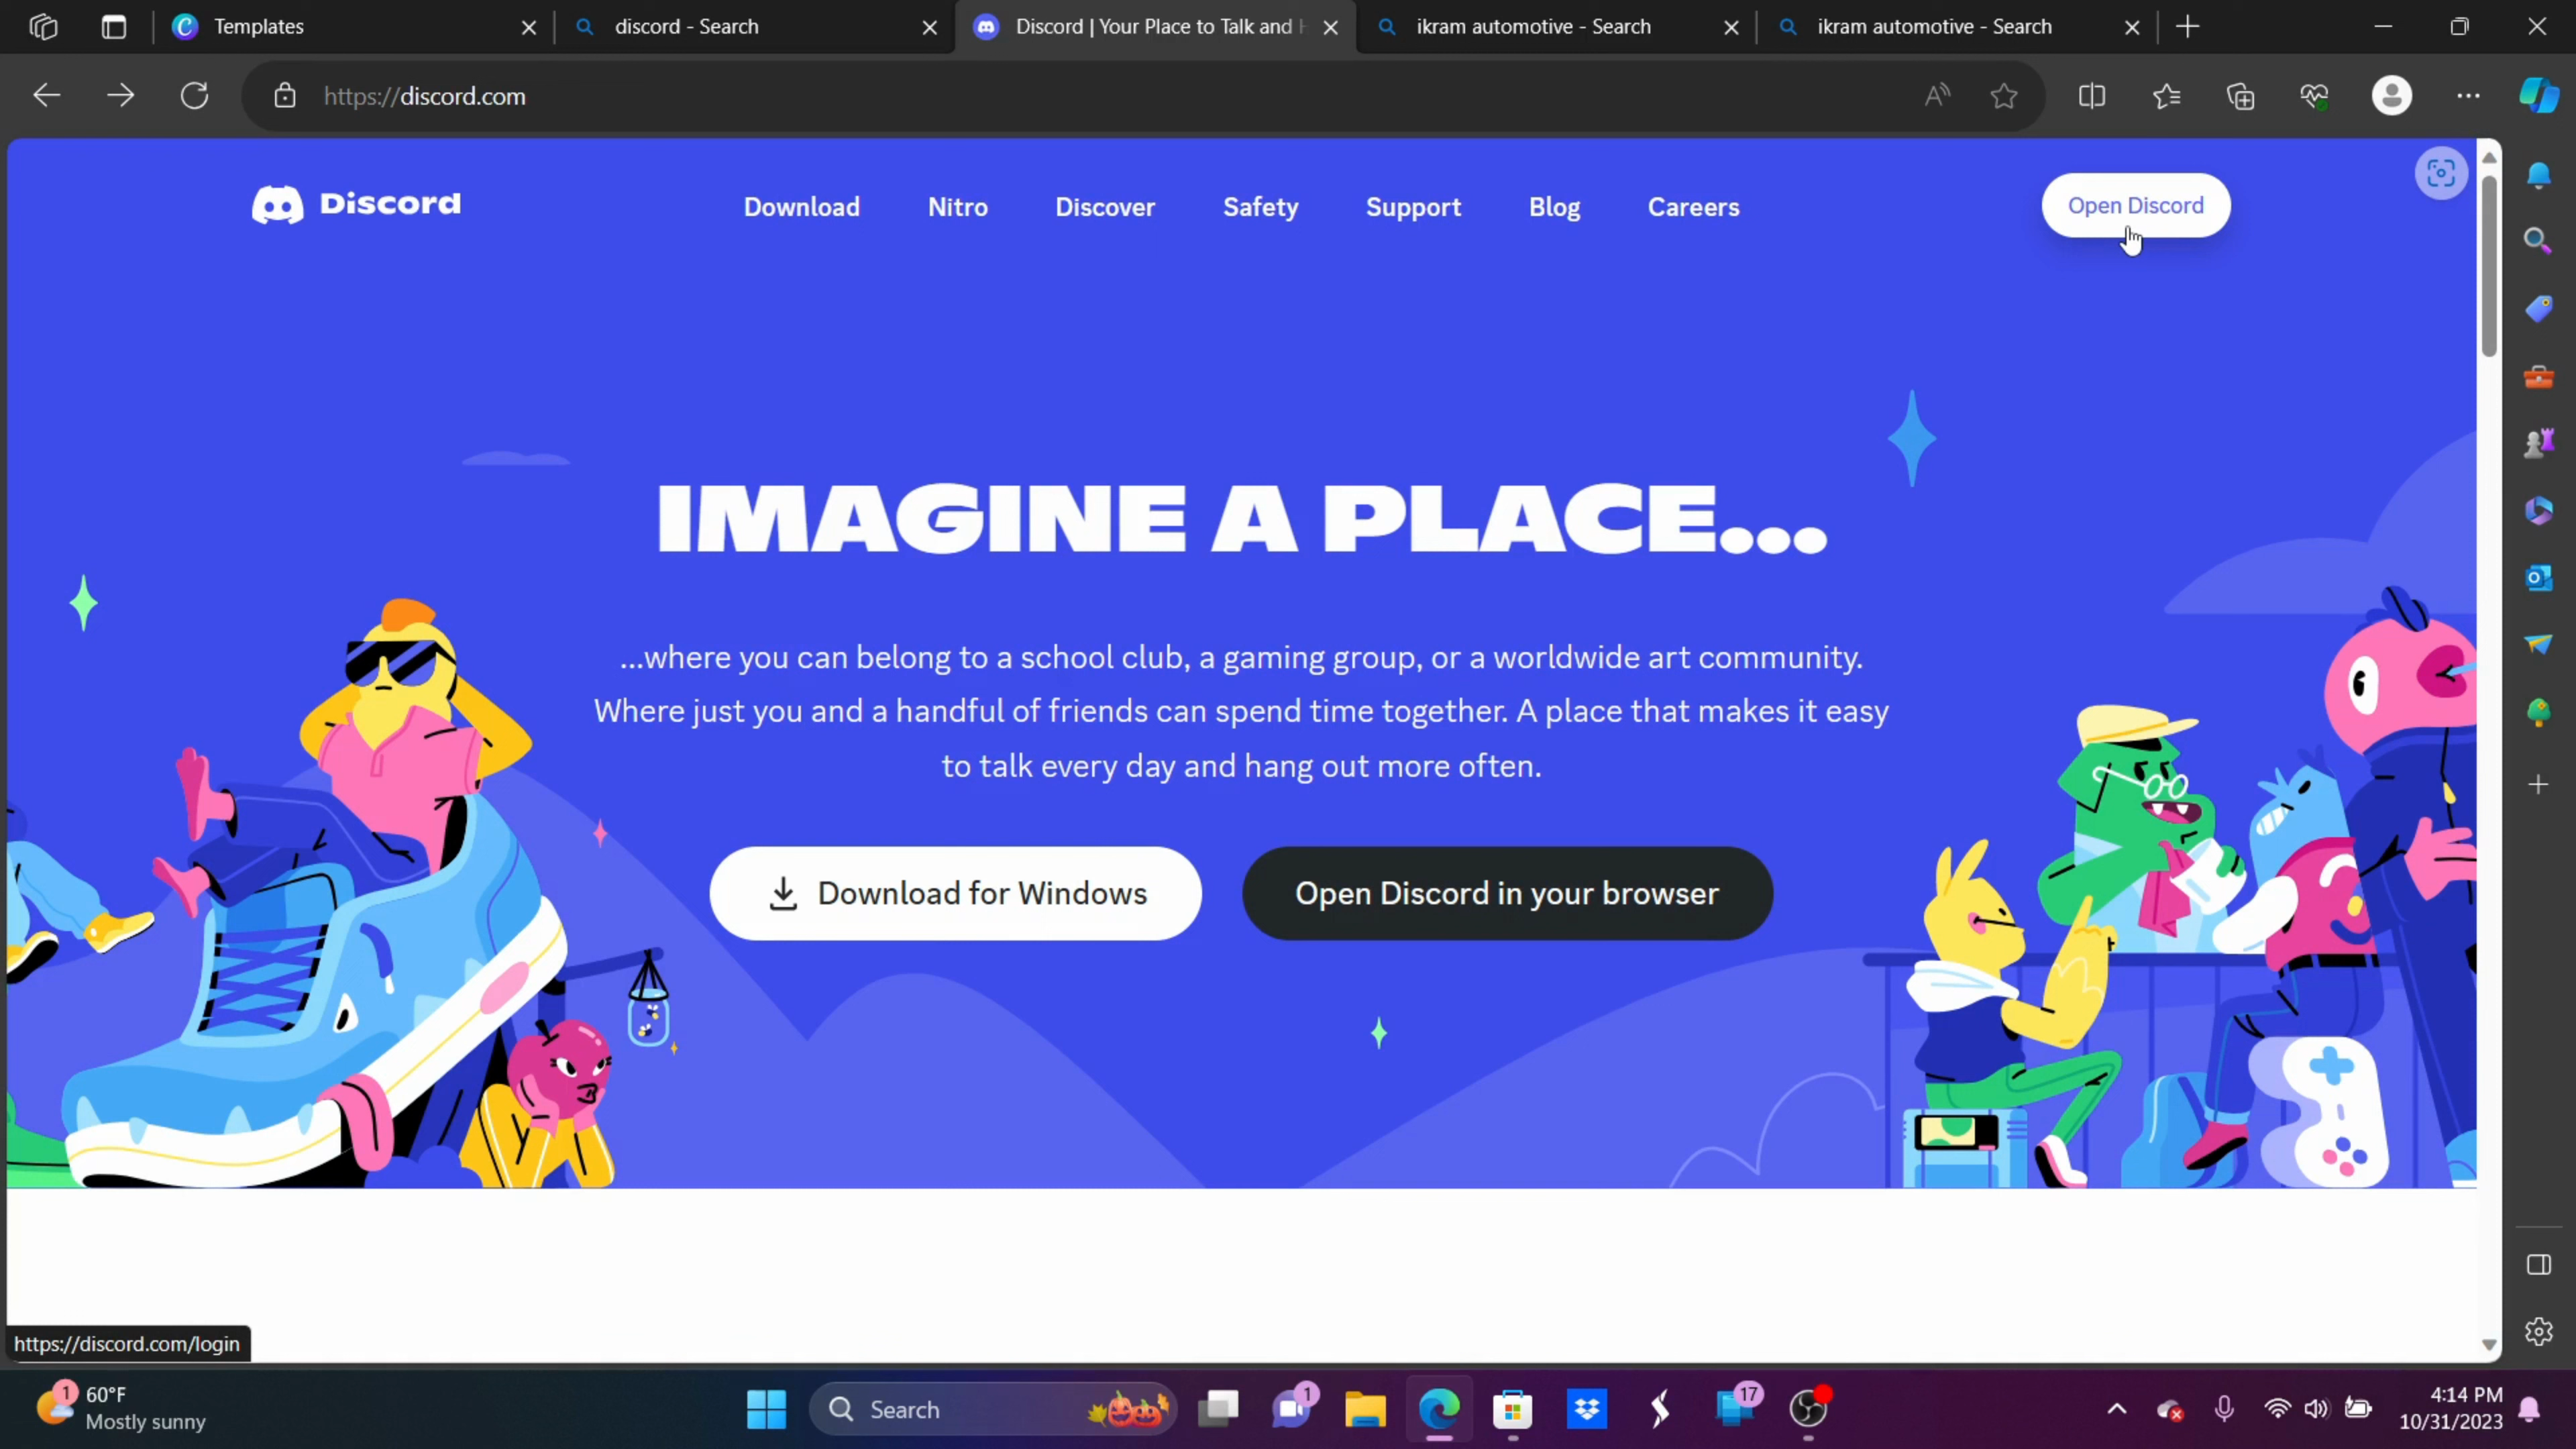 Templates
discord - Search
Discord | Your Place to Talk and H
ikram automotive - Search
ikram automotive - Search
https://discord.com
Discord
Download
Nitro
Discover
Safety
Support
Blog
Careers
Open Discord
IMAGINE A PLACE...
...where you can belong to a school club, a gaming group, or a worldwide art community.
Where just you and a handful of friends can spend time together. A place that makes it easy
to talk every day and hang out more often.
Download for Windows
Open Discord in your browser
https://discord.com/login
1
60°F
Mostly sunny
Search
1
17
4:14 PM
10/31/2023